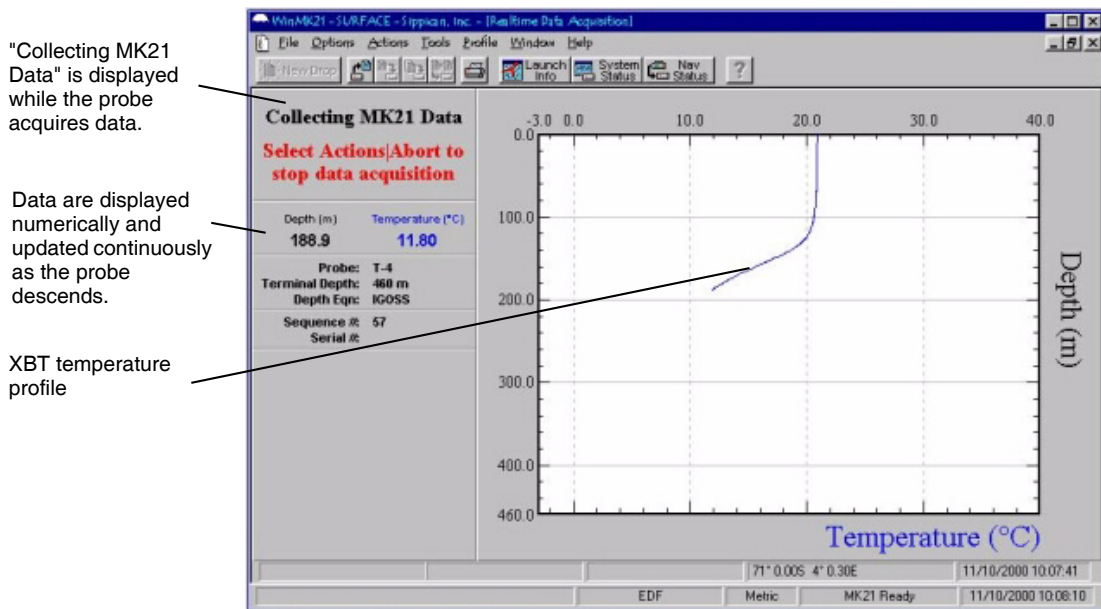 "Collecting MK21
Data" is displayed
while the probe
acquires data.
Data are displayed
numerically and
updated continuously
as the probe
descends.
XBT temperature
profile
WinMK21 - SURFACE - Sippican, Inc. - [Realtime Data Acquisition]
File Options Actions Tools Profile Window Help
New Drop
Launch
Info
System
Status
Nav
Status
?
Collecting MK21 Data
Select Actions|Abort to
stop data acquisition
Depth (m) Temperature (°C)
188.9 11.80
Probe: T-4
Terminal Depth: 460 m
Depth Eqn: IGOSS
Sequence #: 57
Serial #:
-3.0 0.0 10.0 20.0 30.0 40.0
0.0
100.0
200.0
300.0
400.0
460.0
Depth (m)
Temperature (°C)
71° 0.00S 4° 0.30E 11/10/2000 10:07:41
EDF Metric MK21 Ready 11/10/2000 10:08:10